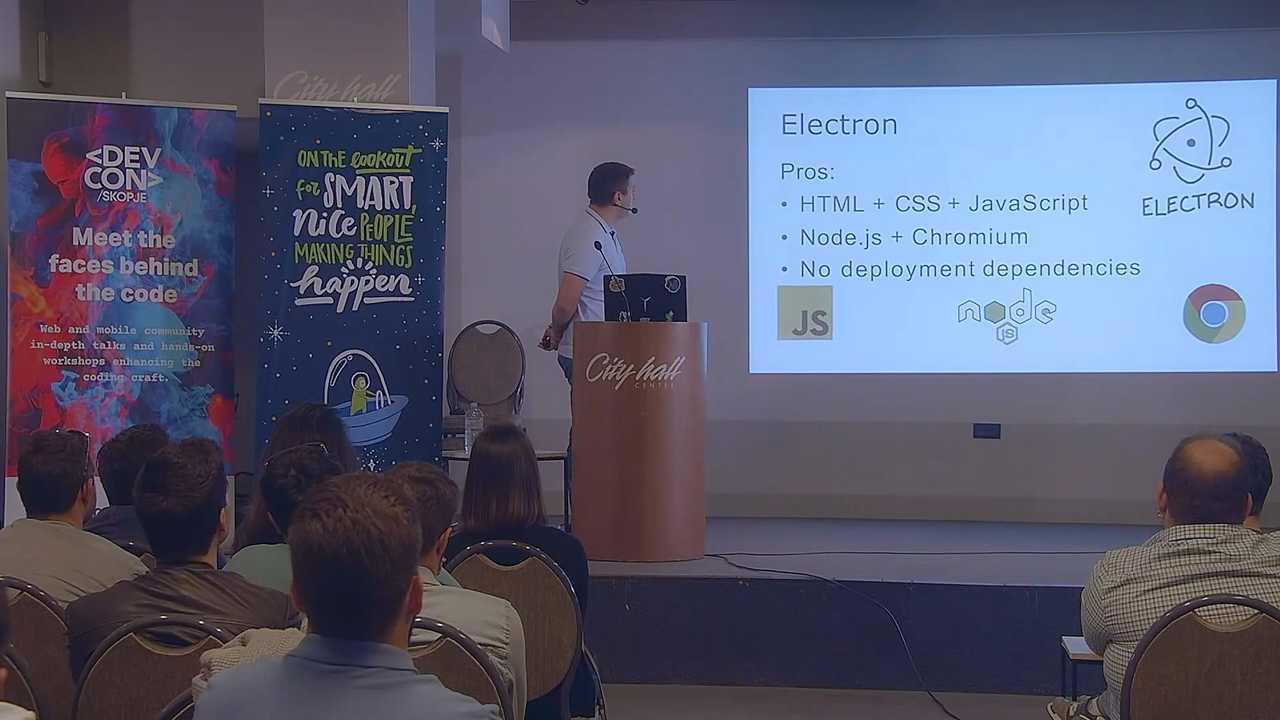 City hall
<DEV
CON>
/SKOPJE
Meet the
faces behind
the code
Web and mobile community
in-depth talks and hands-on
workshops enhancing the
coding craft.
ON THE lookout
for SMART,
nice PEOPLE
MAKING THINGS
happen
City hall
CENTER
Electron
Pros:
• HTML + CSS + JavaScript
• Node.js + Chromium
• No deployment dependencies
ELECTRON
JS
node
JS